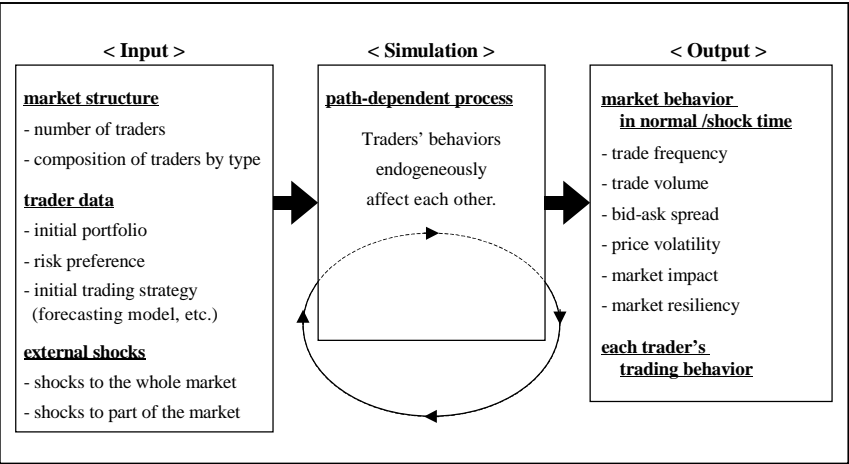 < Input >
market structure
- number of traders
- composition of traders by type
trader data
- initial portfolio
- risk preference
- initial trading strategy
(forecasting model, etc.)
external shocks
- shocks to the whole market
- shocks to part of the market
< Simulation >
path-dependent process
Traders’ behaviors
endogeneously
affect each other.
< Output >
market behavior
in normal /shock time
- trade frequency
- trade volume
- bid-ask spread
- price volatility
- market impact
- market resiliency
each trader’s
trading behavior